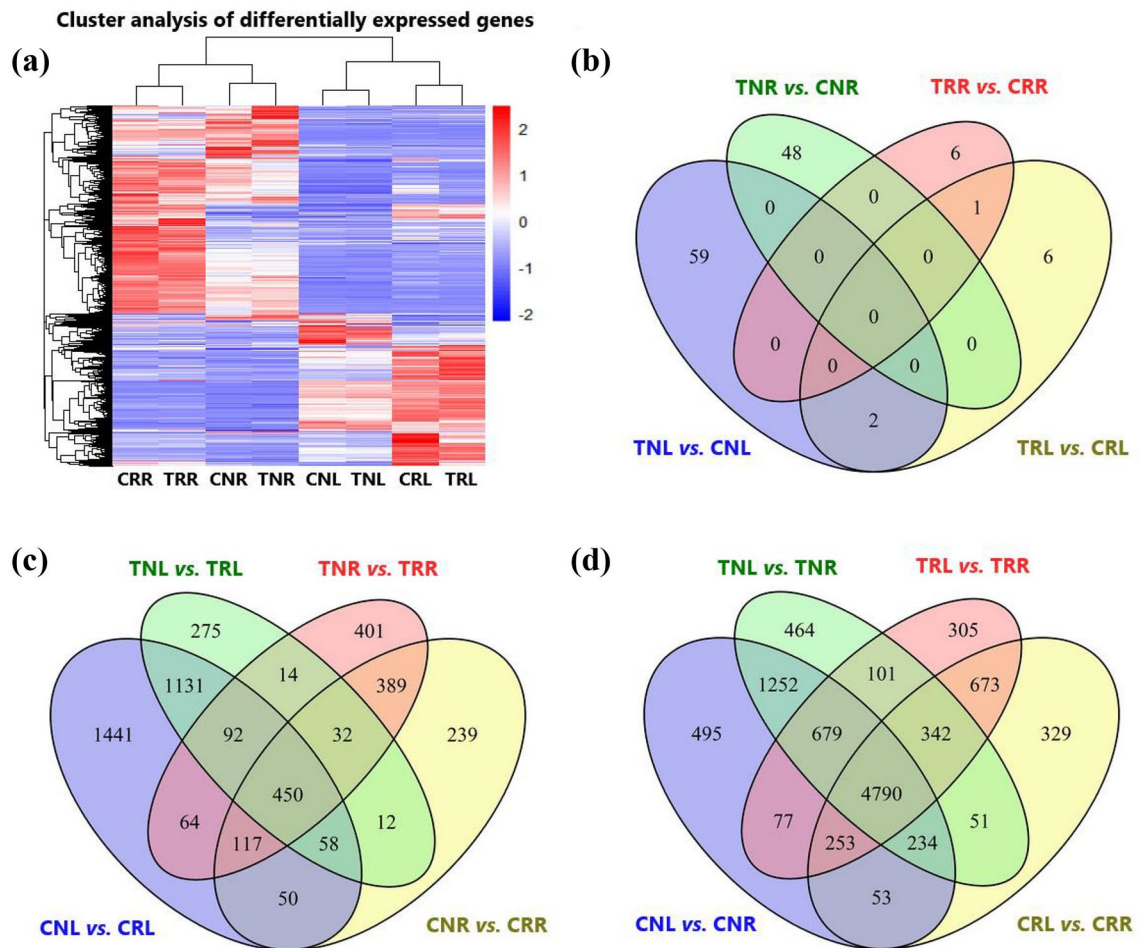 Cluster analysis of differentially expressed genes
(a)
2
1
0
-1
-2
CRR TRR CNR TNR CNL TNL CRL TRL
(b)
TNR vs. CNR TRR vs. CRR
48 6
0 0 1
59 0 0 6
0
0 0 0 0
2
TNL vs. CNL TRL vs. CRL
(c)
TNL vs. TRL TNR vs. TRR
275 401
1131 14 389
1441 92 32 239
450
64 117 58 12
50
CNL vs. CRL CNR vs. CRR
(d)
TNL vs. TNR TRL vs. TRR
464 305
1252 101 673
495 679 342 329
4790
77 253 234 51
53
CNL vs. CNR CRL vs. CRR